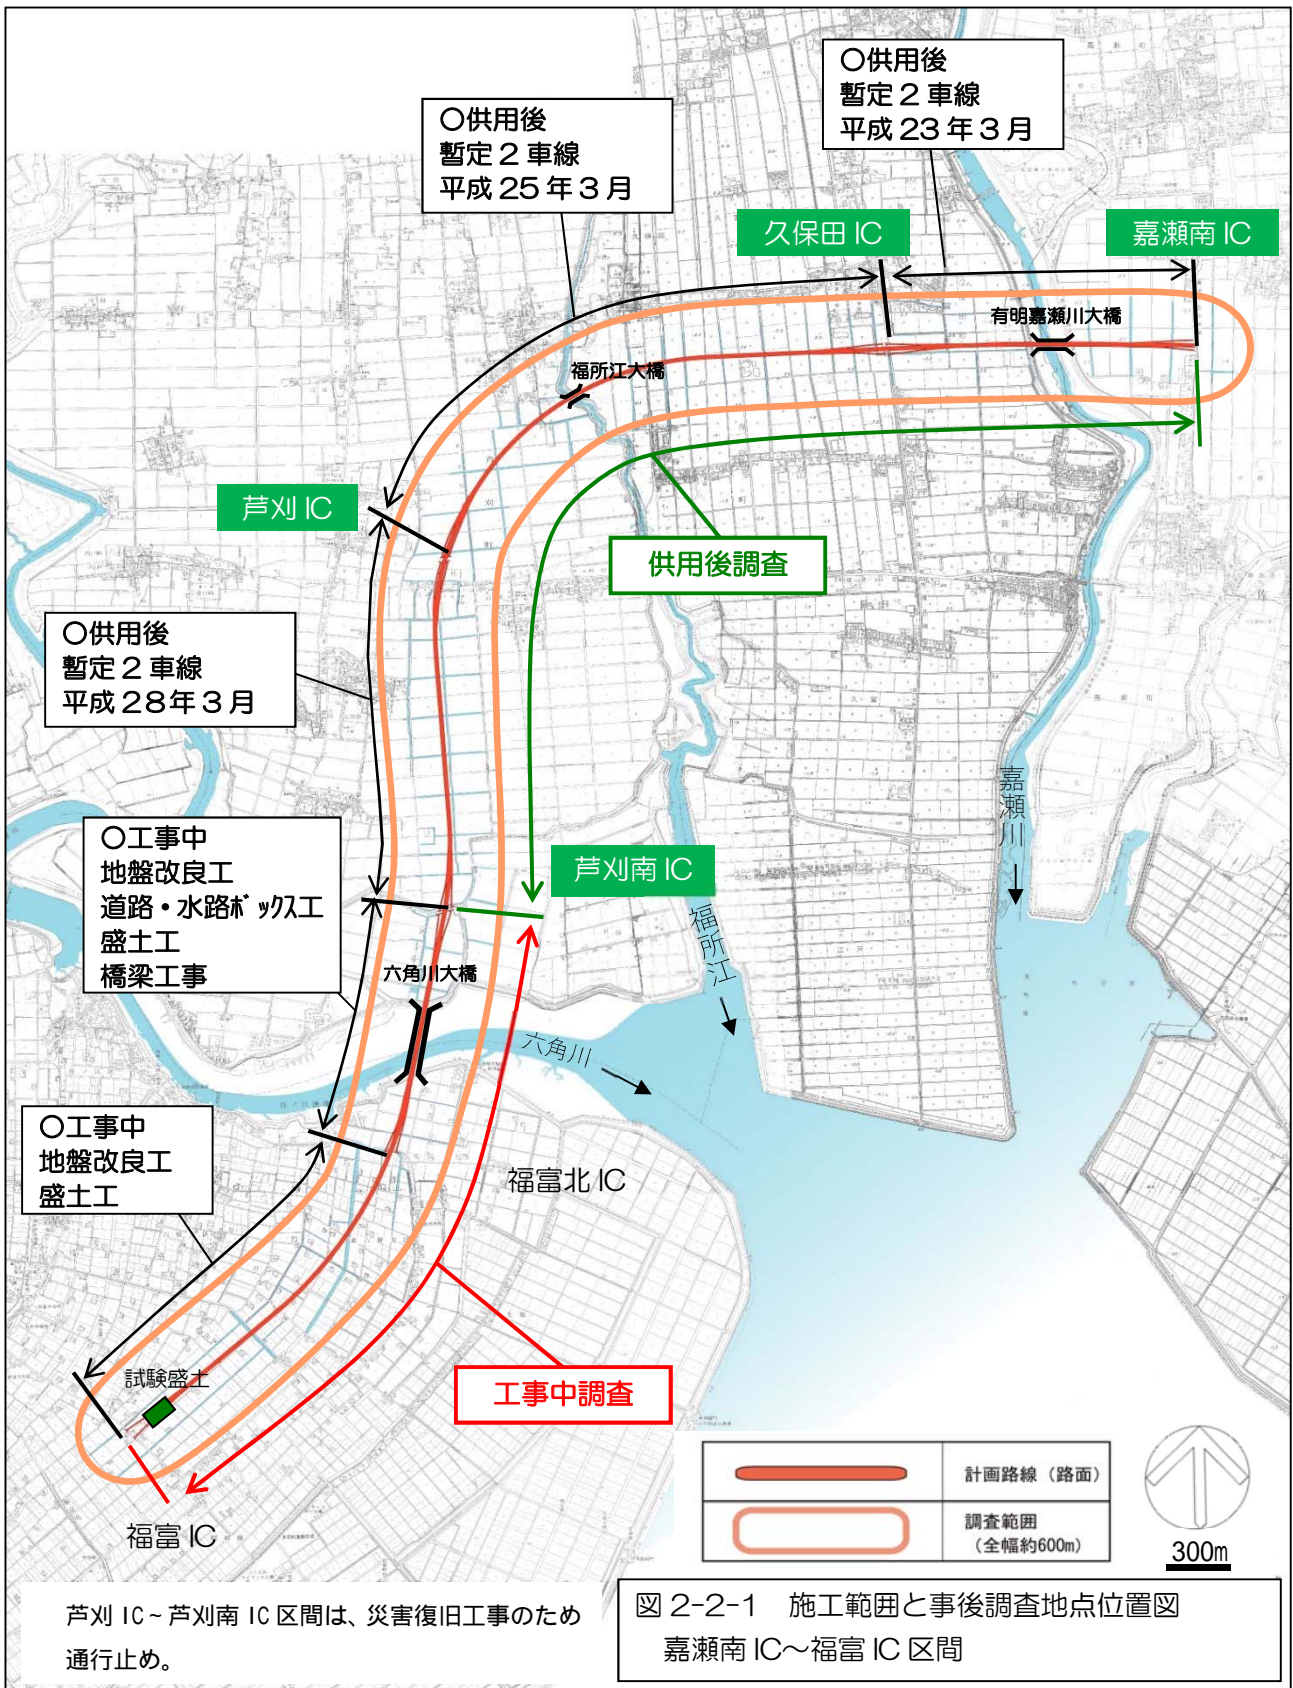 〇供用後
暫定２車線
平成 23 年３月
〇供用後
暫定２車線
平成 25 年３月
久保田 IC
嘉瀬南 IC
有明嘉瀬川大橋
福所江大橋
芦刈 IC
供用後調査
〇供用後
暫定２車線
平成 28年３月
嘉瀬川
〇工事中
地盤改良工
道路・水路ﾎﾞｯｸｽ工
盛土工
橋梁工事
芦刈南 IC
福所江
六角川大橋
六角川
〇工事中
地盤改良工
盛土工
福富北 IC
試験盛土
工事中調査
福富 IC
計画路線（路面）
調査範囲
（全幅約600m）
300m
芦刈 IC～芦刈南 IC 区間は、災害復旧工事のため
通行止め。
図 2-2-1　施工範囲と事後調査地点位置図
嘉瀬南 IC～福富 IC 区間